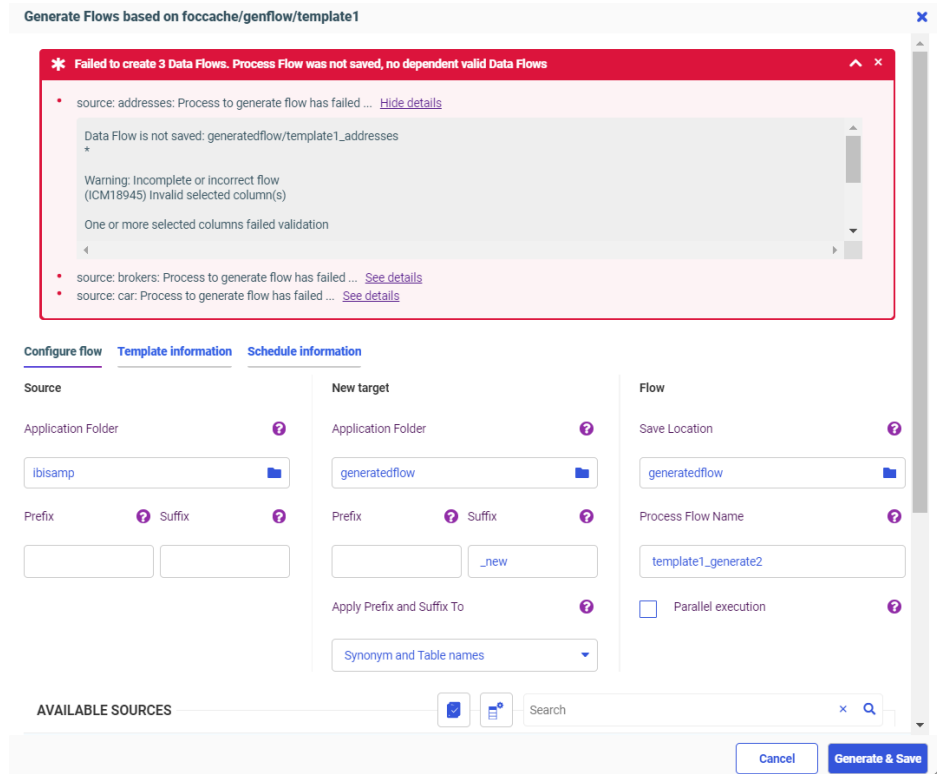 Generate Flows based on foccache/genflow/template1
Failed to create 3 Data Flows. Process Flow was not saved, no dependent valid Data Flows
source: addresses: Process to generate flow has failed ... Hide details
Data Flow is not saved: generatedflow/template1_addresses
*
Warning: Incomplete or incorrect flow
(ICM18945) Invalid selected column(s)
One or more selected columns failed validation
source: brokers: Process to generate flow has failed ... See details
source: car: Process to generate flow has failed ... See details
Configure flow Template information Schedule information
Source New target Flow
Application Folder Application Folder Save Location
ibisamp generatedflow generatedflow
Prefix Suffix Prefix Suffix Process Flow Name
_new template1_generate2
Apply Prefix and Suffix To Parallel execution
Synonym and Table names
AVAILABLE SOURCES Search
Cancel Generate & Save